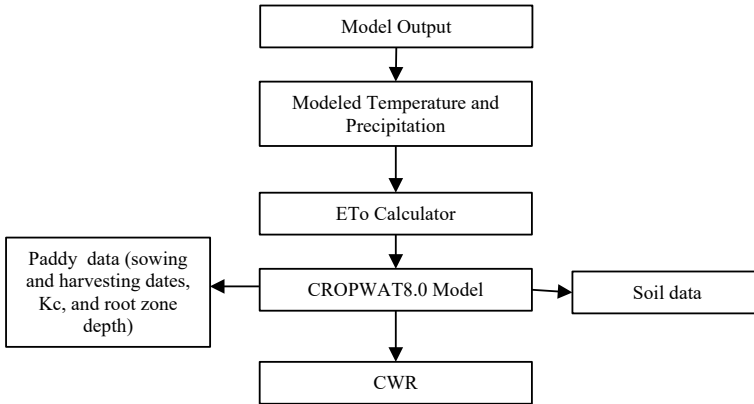 Model Output
Modeled Temperature and
Precipitation
ETo Calculator
Paddy data (sowing
and harvesting dates,
Kc, and root zone
depth)
CROPWAT8.0 Model
Soil data
CWR